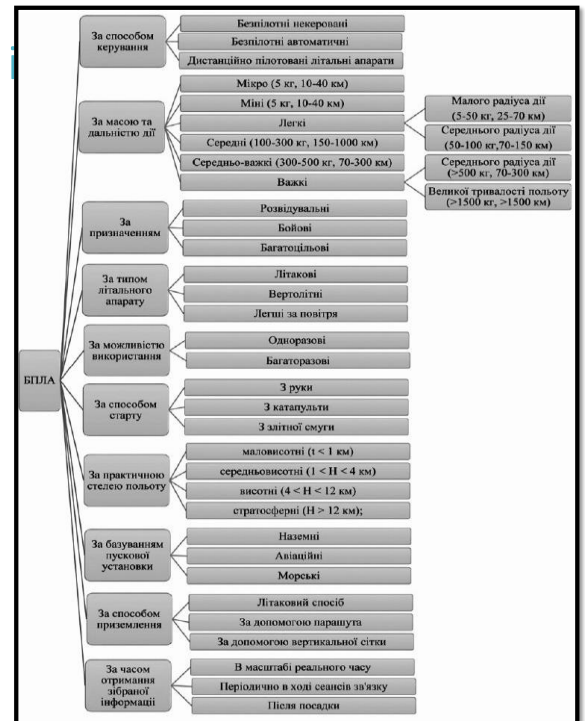 БПЛА
За способом
керування
Безпілотні некеровані
Безпілотні автоматичні
Дистанційно пілотовані літальні апарати
За масою та
дальністю дії
Мікро (5 кг, 10-40 км)
Міні (5 кг, 10-40 км)
Легкі
Малого радіуса дії
(5-50 кг, 25-70 км)
Середнього радіуса дії
(50-100 кг,70-150 км)
Середні (100-300 кг, 150-1000 км)
Середньо-важкі (300-500 кг, 70-300 км)
Важкі
Середнього радіуса дії
(>500 кг, 70-300 км)
Великої тривалості польоту
(>1500 кг, >1500 км)
За
призначенням
Розвідувальні
Бойові
Багатоцільові
За типом
літального
апарату
Літакові
Вертолітні
Легші за повітря
За можливістю
використання
Одноразові
Багаторазові
За способом
старту
З руки
З катапульти
З злітної смуги
За практичною
стелею польоту
маловисотні (t < 1 км)
середньовисотні (1 < H < 4 км)
висотні (4 < H < 12 км)
стратосферні (H > 12 км);
За базуванням
пускової
установки
Наземні
Авіаційні
Морські
За способом
приземлення
Літаковий спосіб
За допомогою парашута
За допомогою вертикальної сітки
За часом
отримання
зібраної
інформації
В масштабі реального часу
Періодично в ході сеансів зв'язку
Після посадки